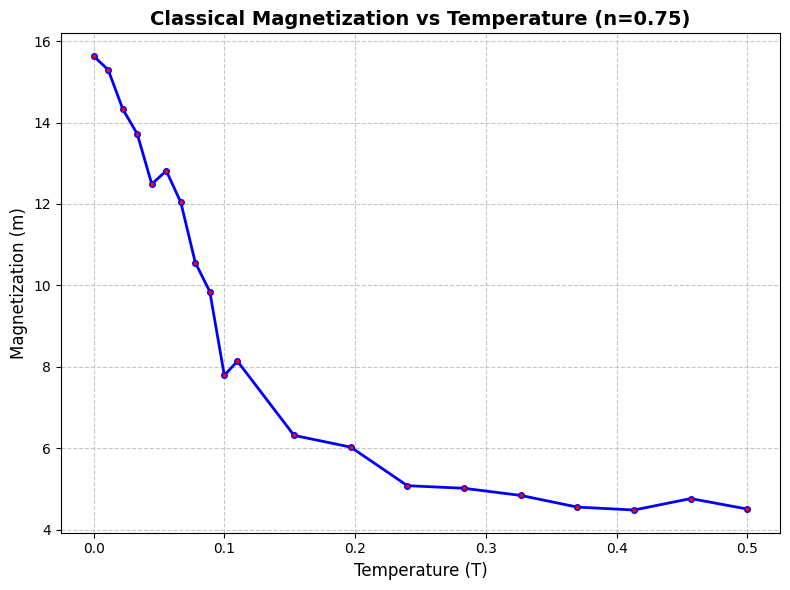 Classical Magnetization vs Temperature (n=0.75)
16
14
12
10
8
6
4
Magnetization (m)
0.0 0.1 0.2 0.3 0.4 0.5
Temperature (T)